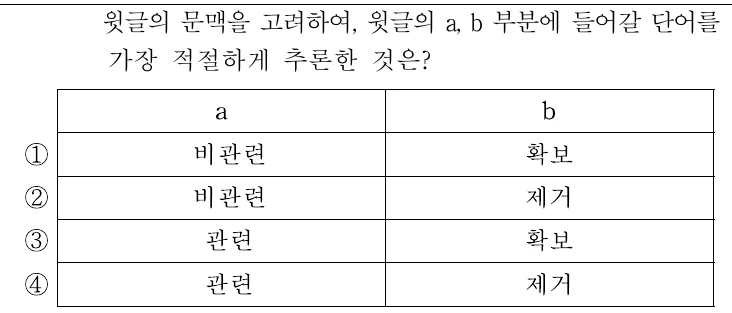 윗글의 문맥을 고려하여, 윗글의 a, b 부분에 들어갈 단어를
가장 적절하게 추론한 것은?
a b
① 비관련 확보
② 비관련 제거
③ 관련 확보
④ 관련 제거